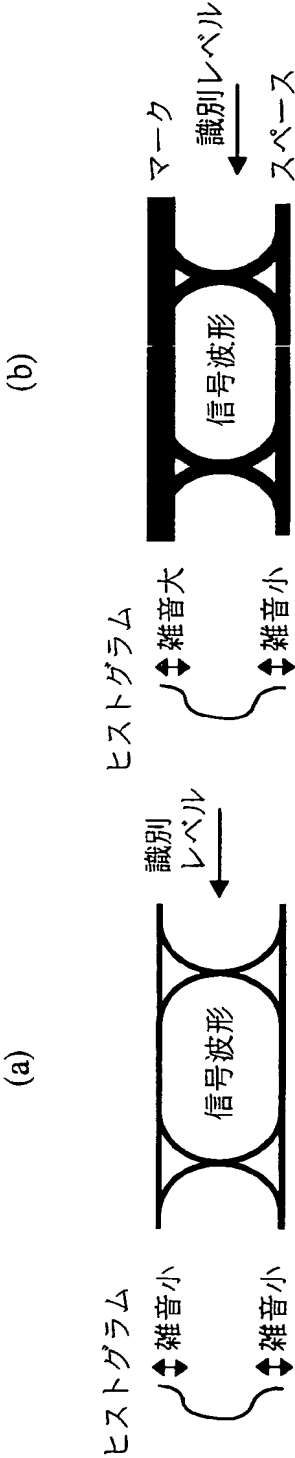 (a)
ヒストグラム
雑音小
雑音小
信号波形
識別
レベル
(b)
ヒストグラム
雑音大
雑音小
信号波形
マーク
識別レベル
スペース